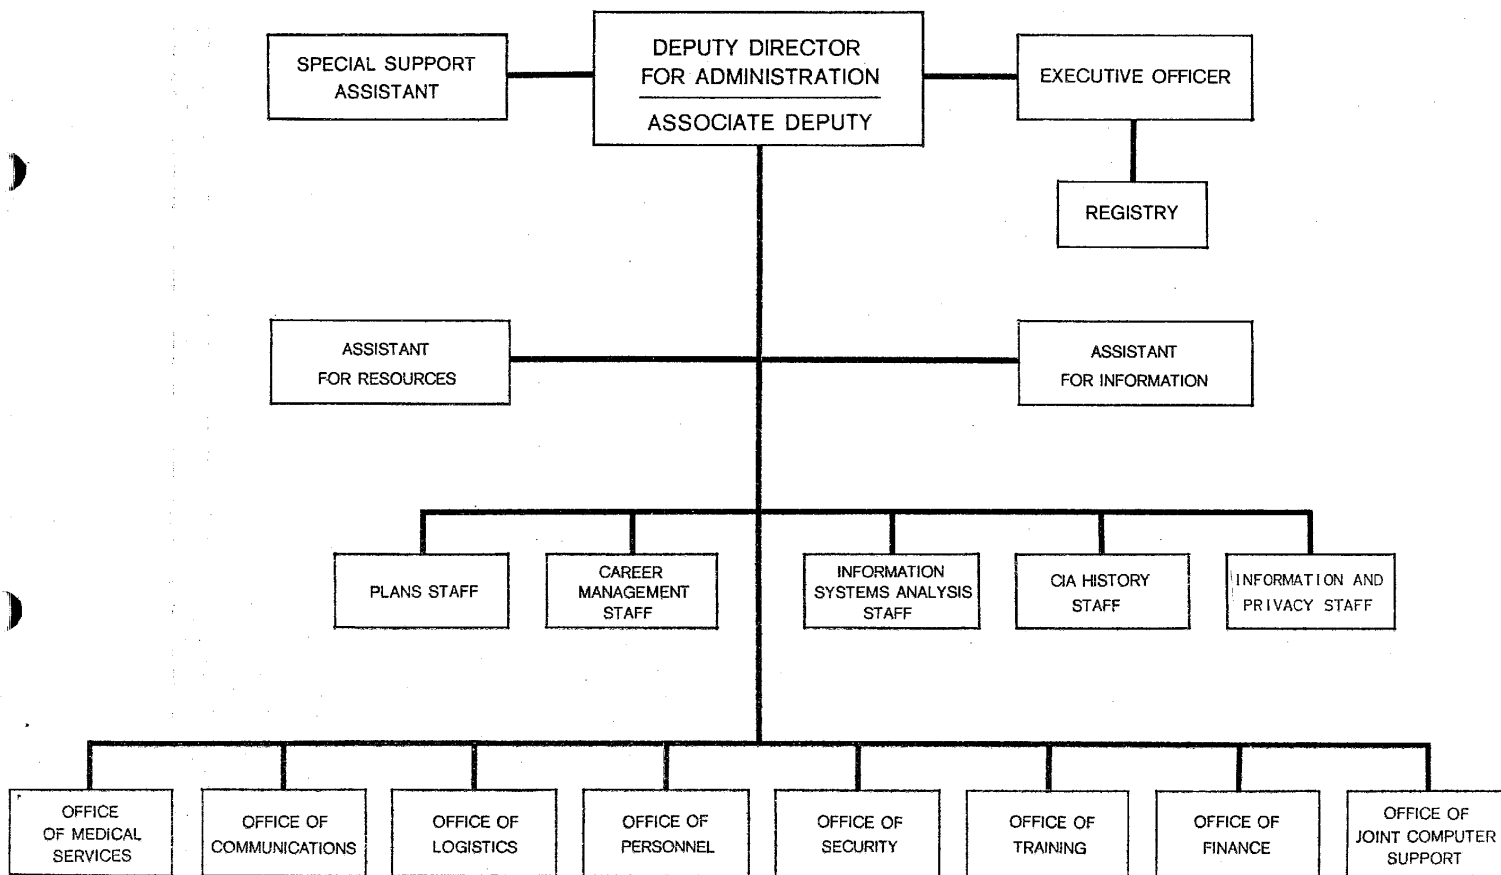 SPECIAL SUPPORT
ASSISTANT
DEPUTY DIRECTOR
FOR ADMINISTRATION
ASSOCIATE DEPUTY
EXECUTIVE OFFICER
REGISTRY
ASSISTANT
FOR RESOURCES
ASSISTANT
FOR INFORMATION
PLANS STAFF
CAREER
MANAGEMENT
STAFF
INFORMATION
SYSTEMS ANALYSIS
STAFF
CIA HISTORY
STAFF
INFORMATION AND
PRIVACY STAFF
OFFICE
OF MEDICAL
SERVICES
OFFICE OF
COMMUNICATIONS
OFFICE OF
LOGISTICS
OFFICE OF
PERSONNEL
OFFICE OF
SECURITY
OFFICE OF
TRAINING
OFFICE OF
FINANCE
OFFICE OF
JOINT COMPUTER
SUPPORT